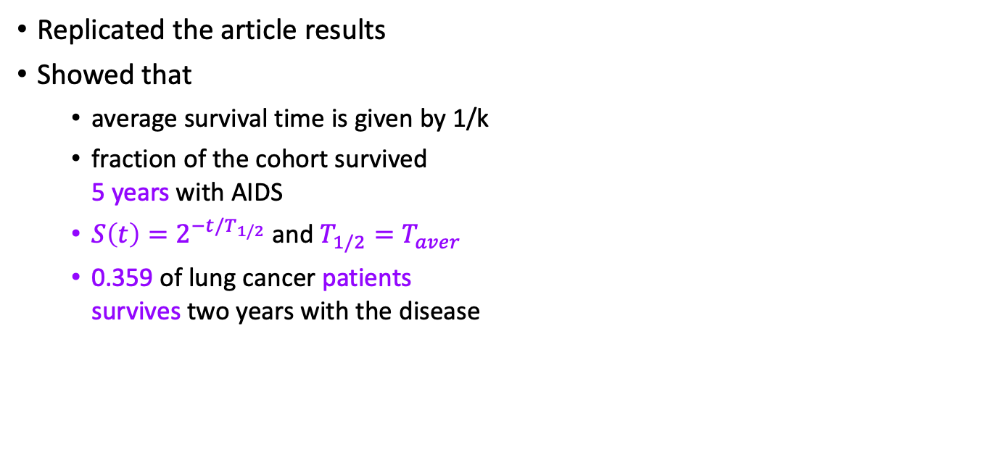 • Replicated the article results
• Showed that
• average survival time is given by 1/k
• fraction of the cohort survived
5 years with AIDS
• S(t) = 2^{−t/T_{1/2}} and T_{1/2} = T_{aver}
• 0.359 of lung cancer patients
survives two years with the disease